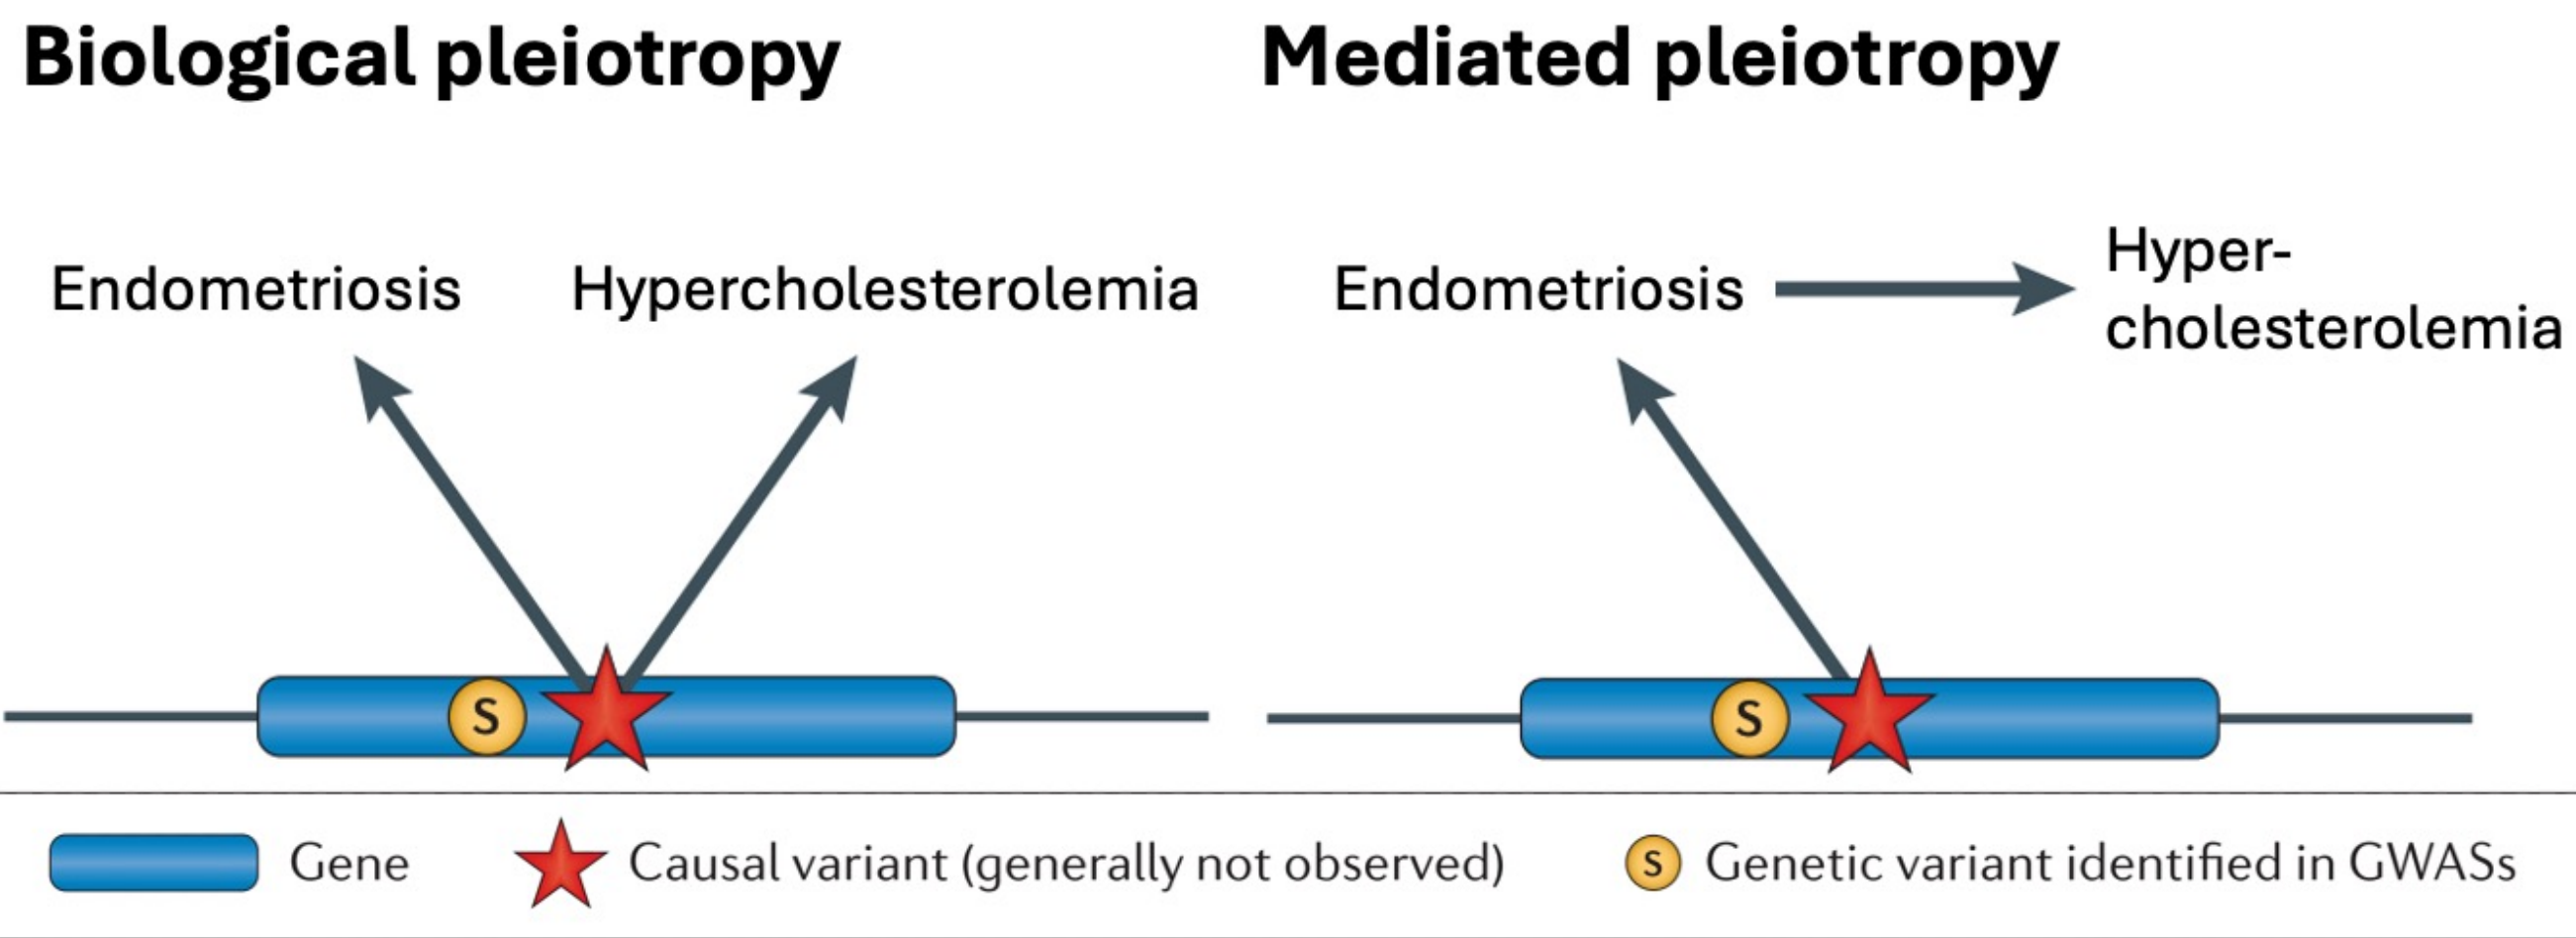 Biological pleiotropy
Mediated pleiotropy
Endometriosis
Hypercholesterolemia
Endometriosis
Hyper-
cholesterolemia
S
S
Gene
Causal variant (generally not observed)
S
Genetic variant identified in GWASs